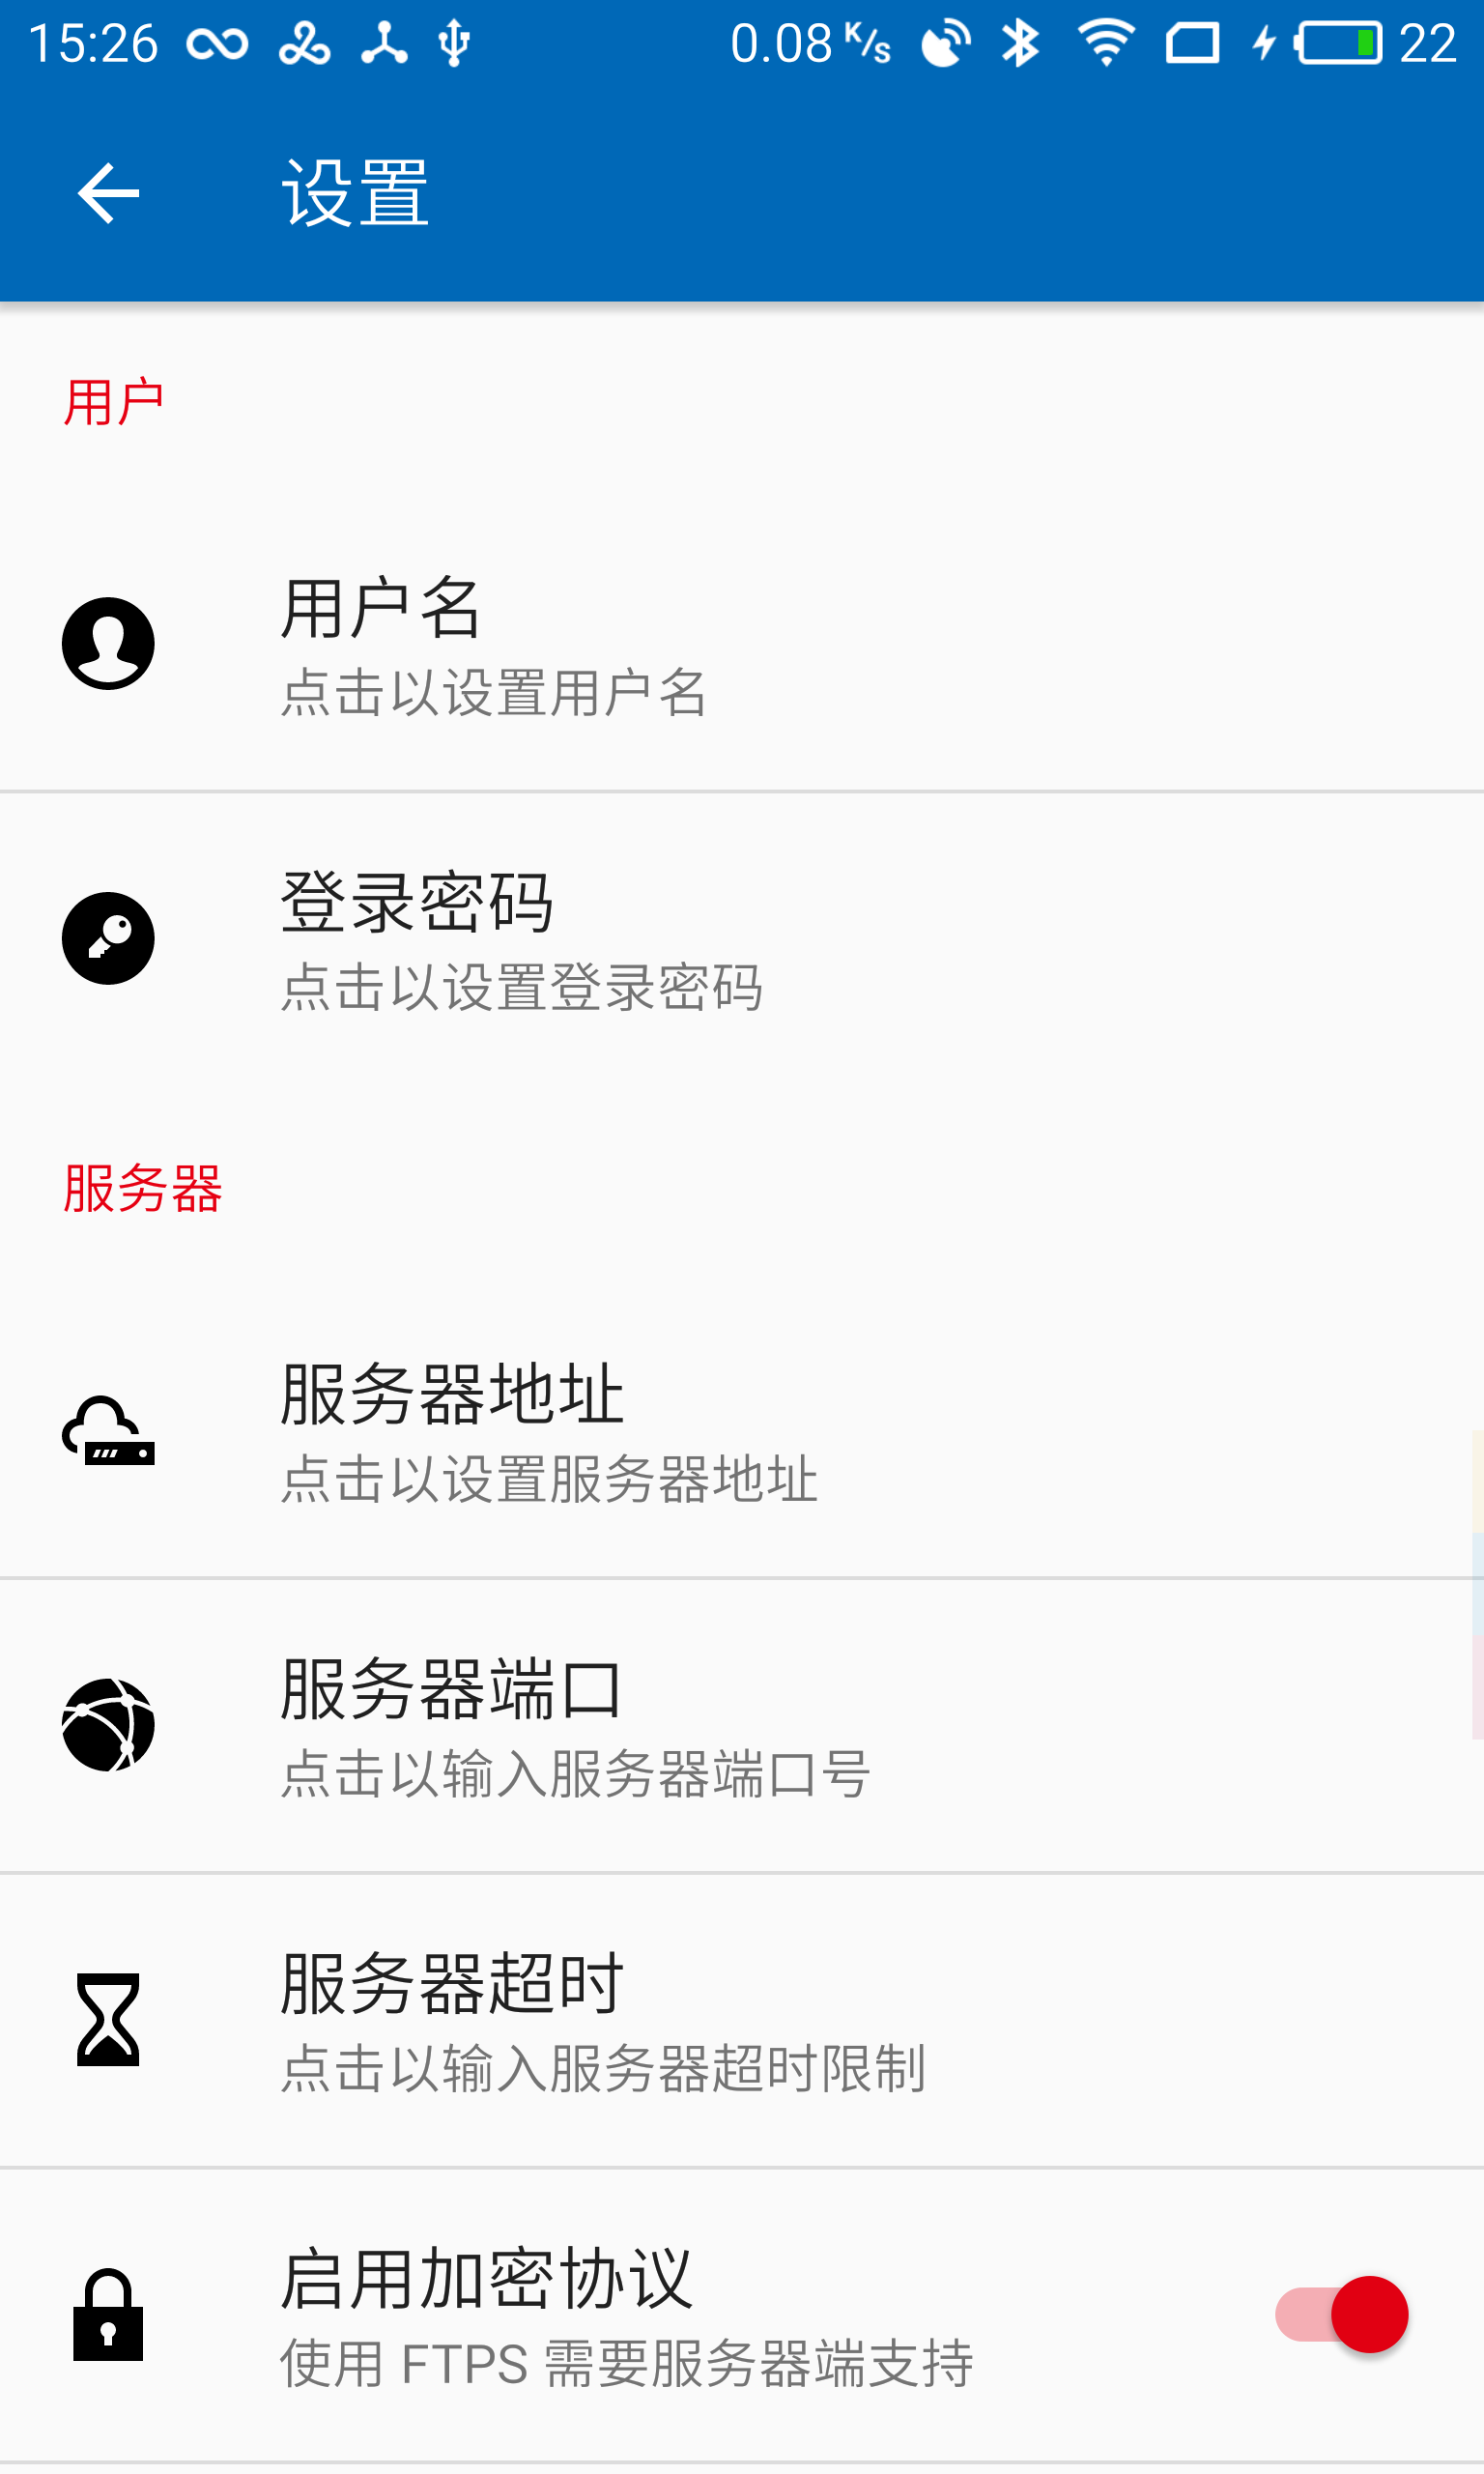 15:26 0.08 K/s 22
设置
用户
用户名
点击以设置用户名
登录密码
点击以设置登录密码
服务器
服务器地址
点击以设置服务器地址
服务器端口
点击以输入服务器端口号
服务器超时
点击以输入服务器超时限制
启用加密协议
使用 FTPS 需要服务器端支持